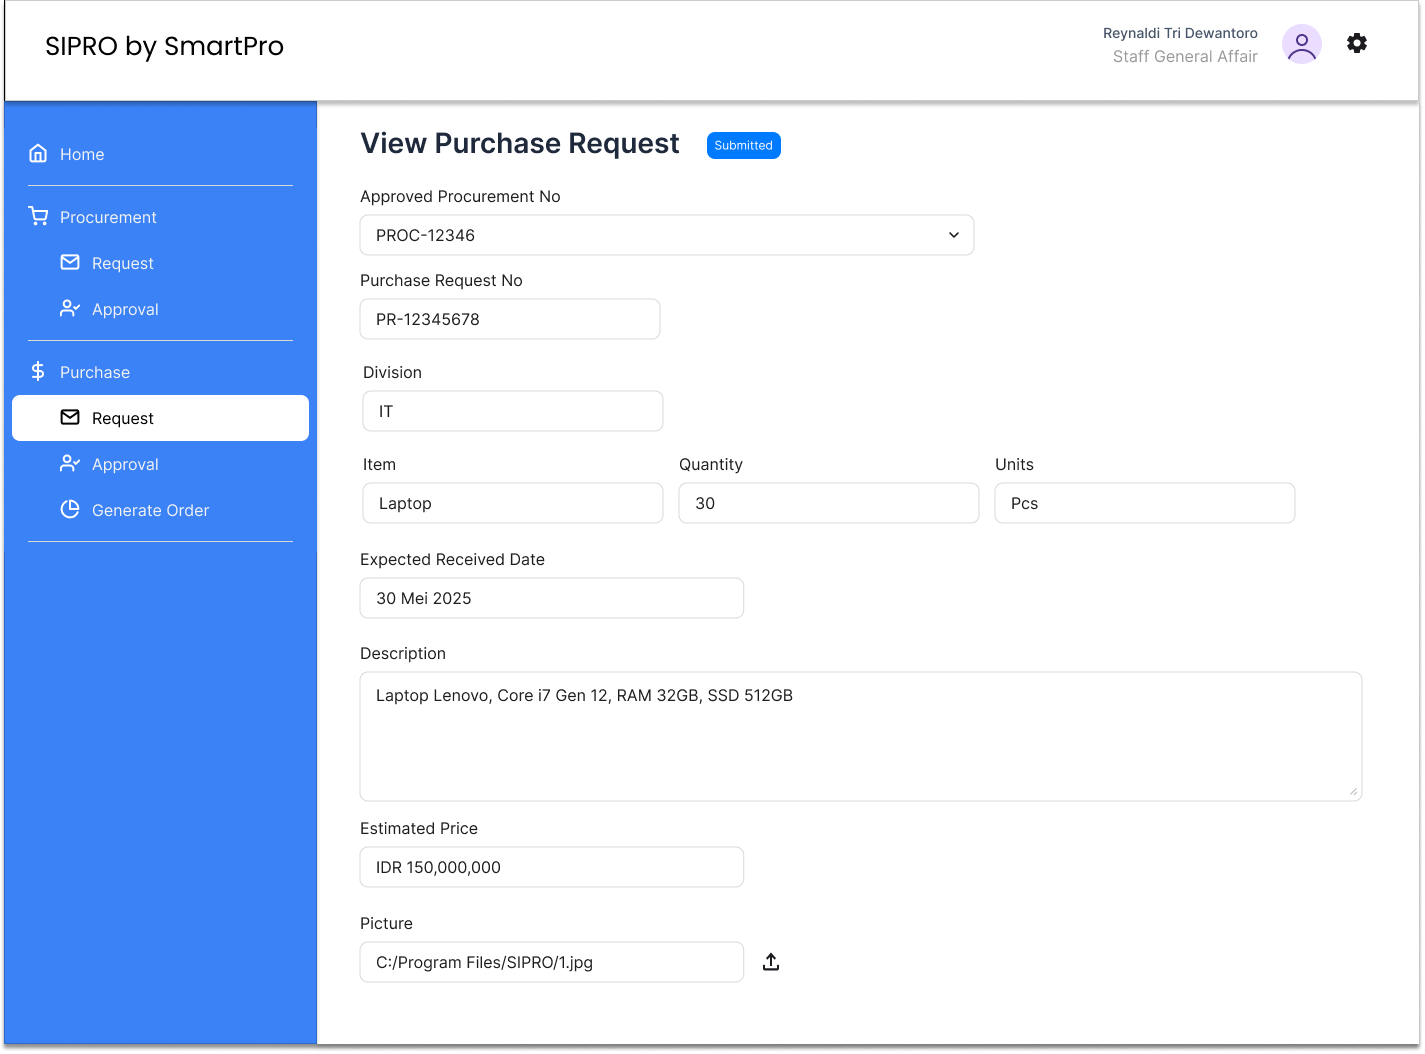 SIPRO by SmartPro
Reynaldi Tri Dewantoro
Staff General Affair
Home
Procurement
Request
Approval
Purchase
Request
Approval
Generate Order
View Purchase Request
Submitted
Approved Procurement No
PROC-12346
Purchase Request No
PR-12345678
Division
IT
Item Quantity Units
Laptop 30 Pcs
Expected Received Date
30 Mei 2025
Description
Laptop Lenovo, Core i7 Gen 12, RAM 32GB, SSD 512GB
Estimated Price
IDR 150,000,000
Picture
C:/Program Files/SIPRO/1.jpg